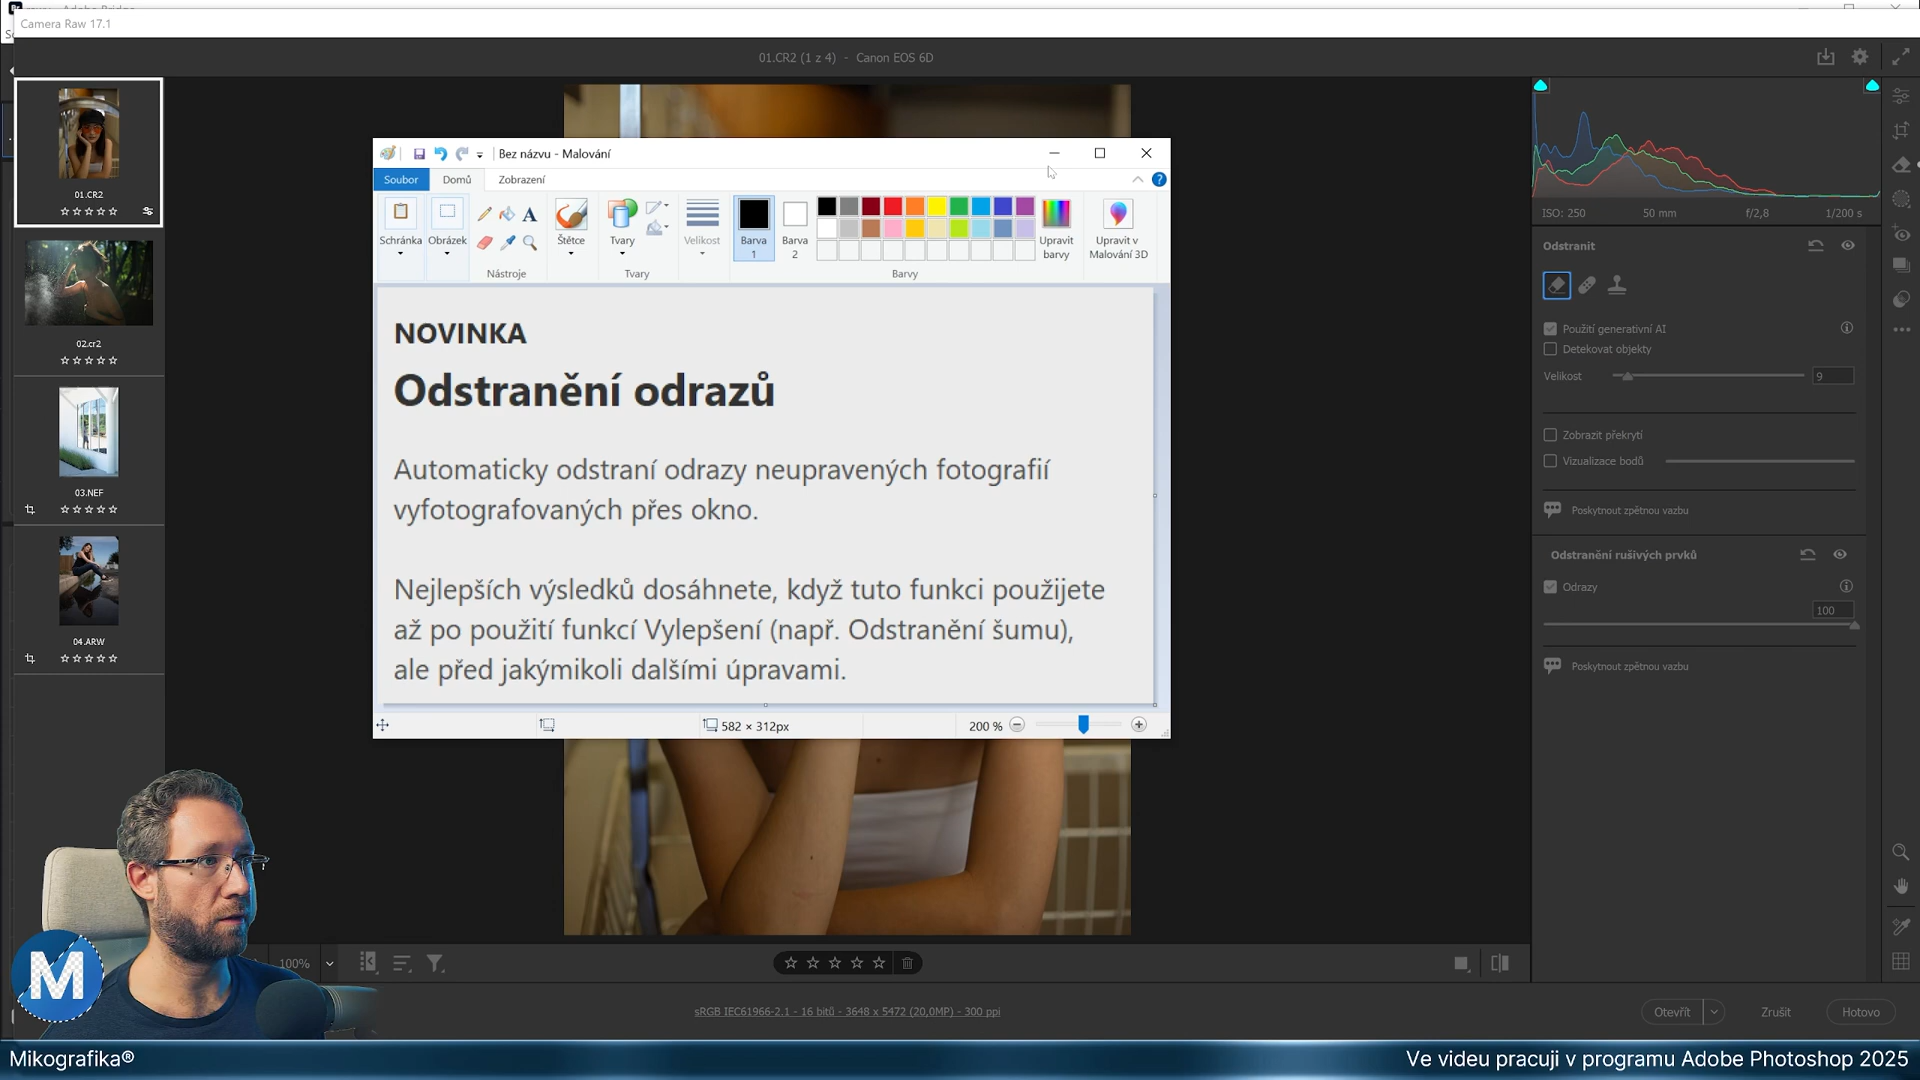 Camera Raw 17.1
01.CR2 (1 z 4) - Canon EOS 6D
01.CR2
02.cr2
03.NEF
04.ARW
Bez názvu - Malování
Soubor
Domů
Zobrazení
Schránka
Obrázek
Nástroje
Štětce
Tvary
Tvary
Velikost
Barva 1
Barva 2
Barvy
Upravit barvy
Upravit v Malování 3D
NOVINKA
Odstranění odrazů
Automaticky odstraní odrazy neupravených fotografií
vyfotografovaných přes okno.
Nejlepších výsledků dosáhnete, když tuto funkci použijete
až po použití funkcí Vylepšení (např. Odstranění šumu),
ale před jakýmikoli dalšími úpravami.
582 × 312px
200 %
ISO: 250
50 mm
f/2,8
1/200 s
Odstranit
Použití generativní AI
Detekovat objekty
Velikost
9
Zobrazit překrytí
Vizualizace bodů
Poskytnout zpětnou vazbu
Odstranění rušivých prvků
Odrazy
100
Poskytnout zpětnou vazbu
100%
sRGB IEC61966-2.1 - 16 bitů - 3648 x 5472 (20,0MP) - 300 ppi
Otevřít
Zrušit
Hotovo
M
Mikografika®
Ve videu pracuji v programu Adobe Photoshop 2025